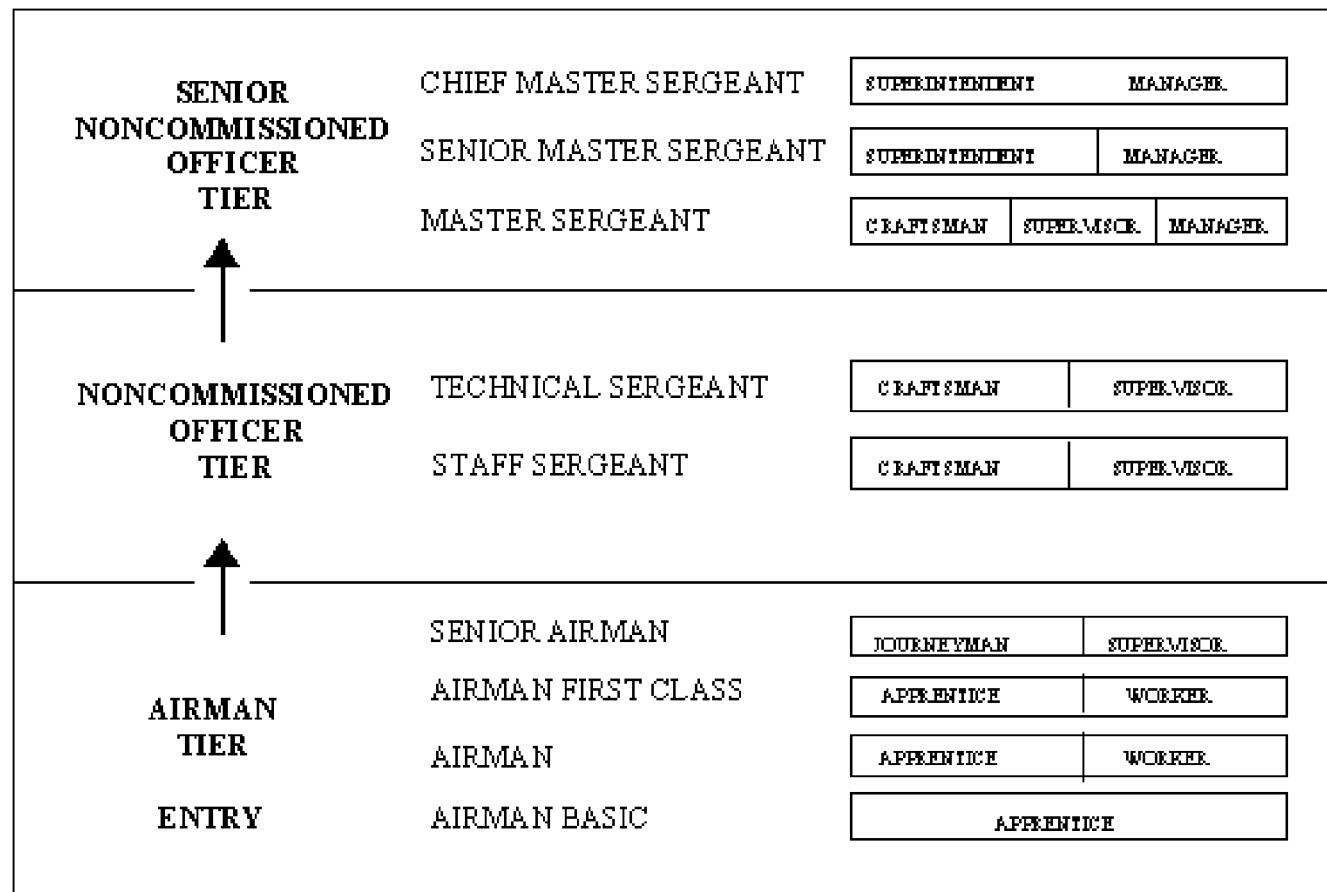 SENIOR
NONCOMMISSIONED
OFFICER
TIER
CHIEF MASTER SERGEANT
SUPERINTENDENT MANAGER
SENIOR MASTER SERGEANT
SUPERINTENDENT MANAGER
MASTER SERGEANT
CRAFTSMAN SUPERVISOR MANAGER
NONCOMMISSIONED
OFFICER
TIER
TECHNICAL SERGEANT
CRAFTSMAN SUPERVISOR
STAFF SERGEANT
CRAFTSMAN SUPERVISOR
AIRMAN
TIER
SENIOR AIRMAN
JOURNEYMAN SUPERVISOR
AIRMAN FIRST CLASS
APPRENTICE WORKER
AIRMAN
APPRENTICE WORKER
ENTRY
AIRMAN BASIC
APPRENTICE